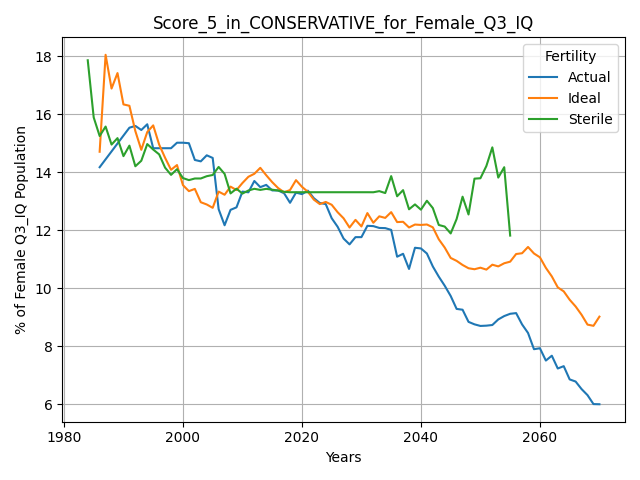 Score_5_in_CONSERVATIVE_for_Female_Q3_IQ
% of Female Q3_IQ Population
18
16
14
12
10
8
6
Fertility
Actual
Ideal
Sterile
1980
2000
2020
2040
2060
Years